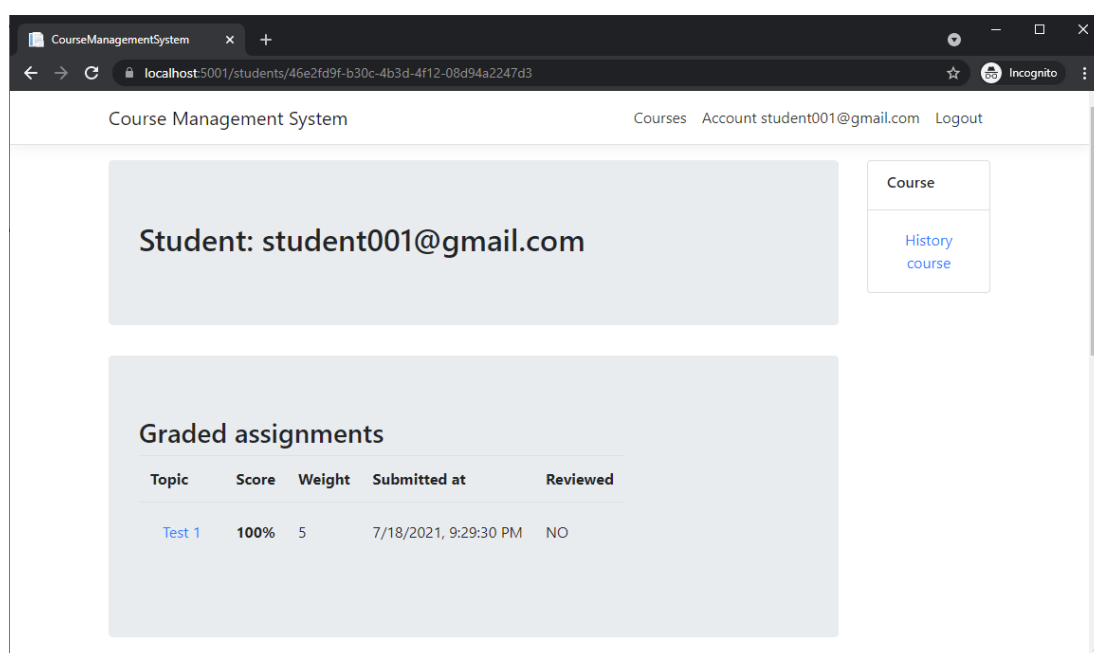 CourseManagementSystem
localhost:5001/students/46e2fd9f-b30c-4b3d-4f12-08d94a2247d3
Incognito
Course Management System
Courses Account student001@gmail.com Logout
Student: student001@gmail.com
Course
History
course
Graded assignments
Topic Score Weight Submitted at Reviewed
Test 1 100% 5 7/18/2021, 9:29:30 PM NO